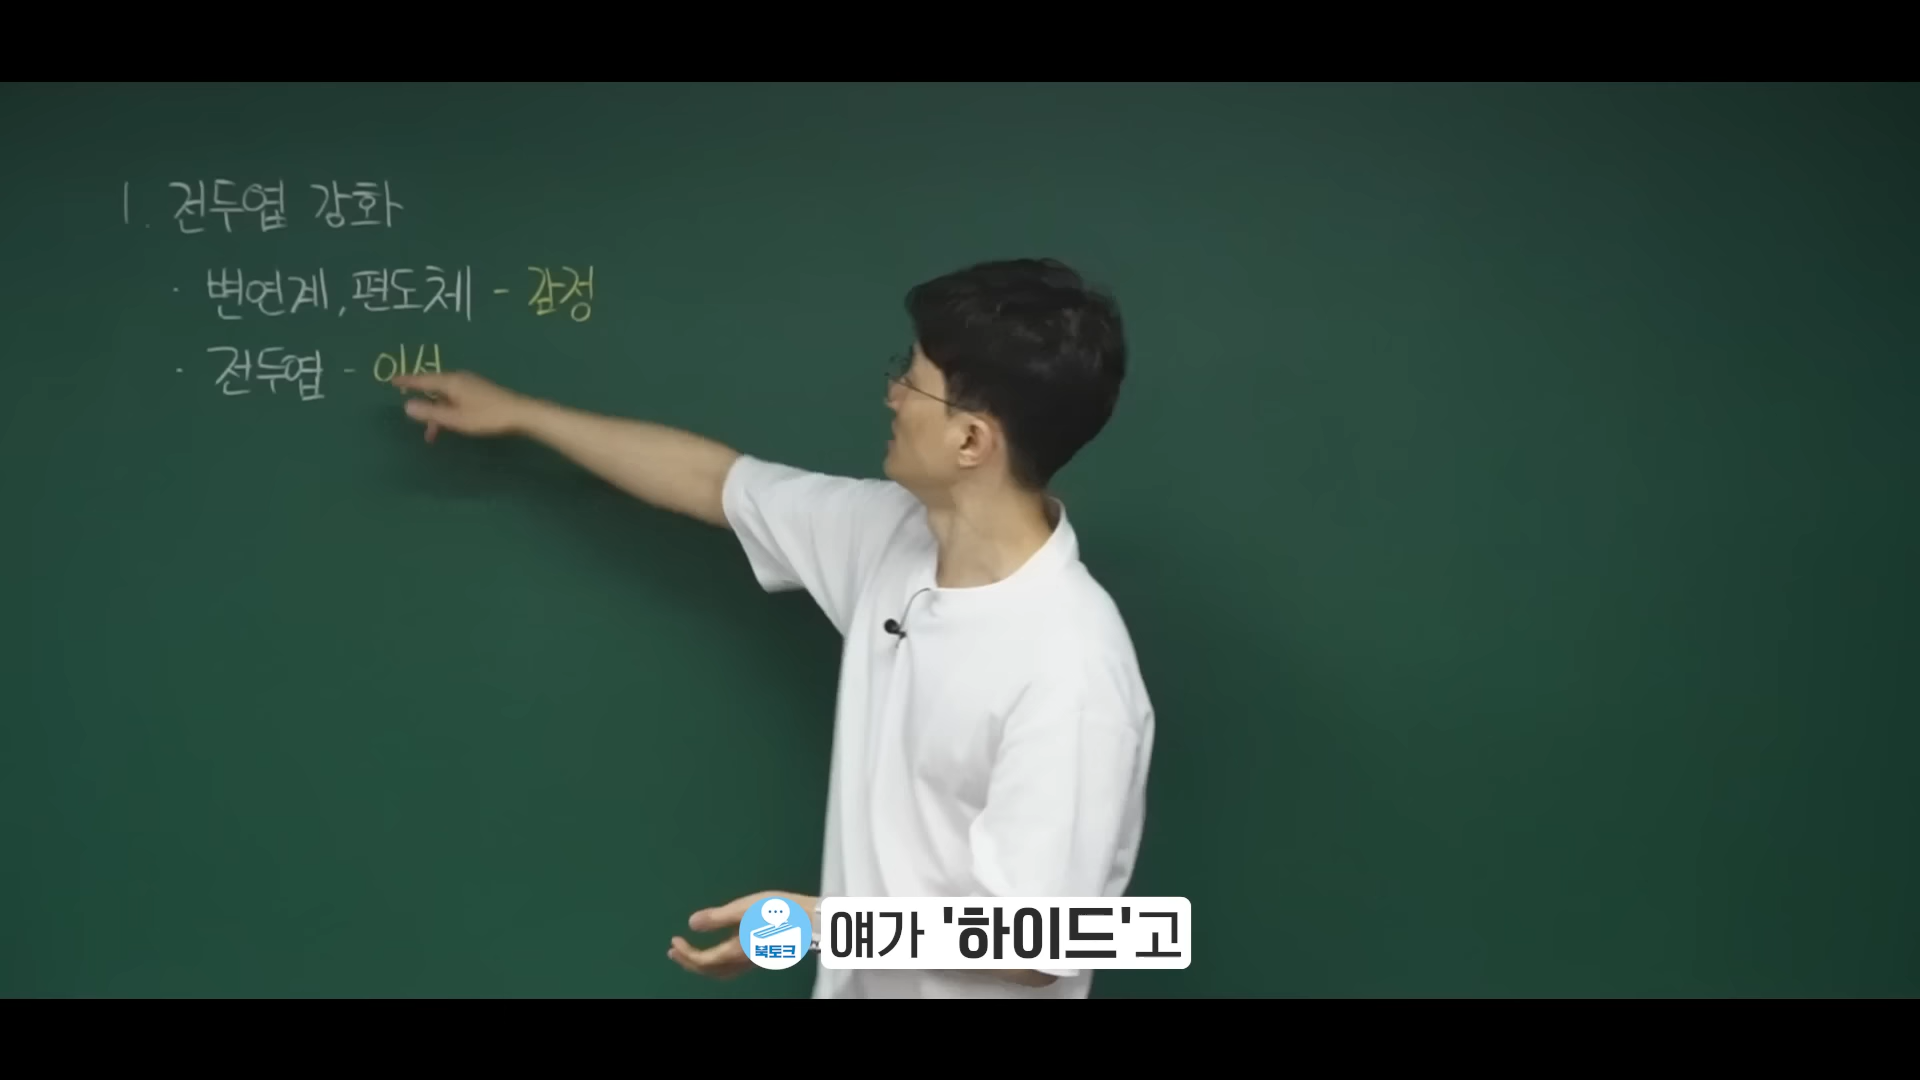 1. 전두엽 강화
· 변연계, 편도체 - 감정
· 전두엽 - 이성
북토크
얘가 '하이드'고